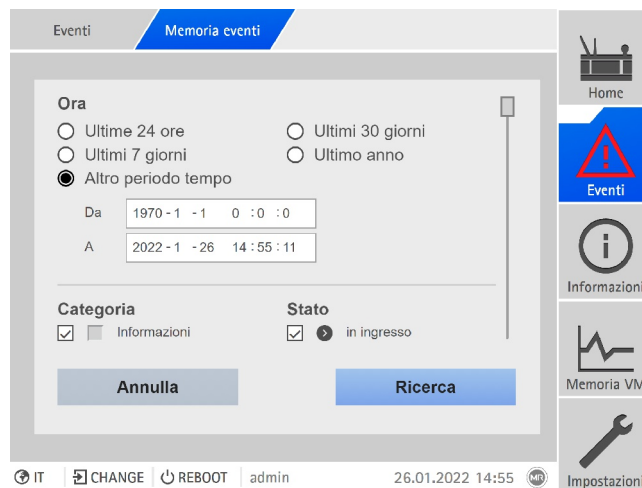 Eventi Memoria eventi
Home
Ora
Ultime 24 ore Ultimi 30 giorni
Ultimi 7 giorni Ultimo anno
Altro periodo tempo
Da 1970 - 1 - 1 0 : 0 : 0
Eventi
A 2022 - 1 - 26 14 : 55 : 11
Informazioni
Categoria Stato
Informazioni in ingresso
Memoria VM
Annulla Ricerca
IT CHANGE REBOOT admin 26.01.2022 14:55 MR
Impostazioni